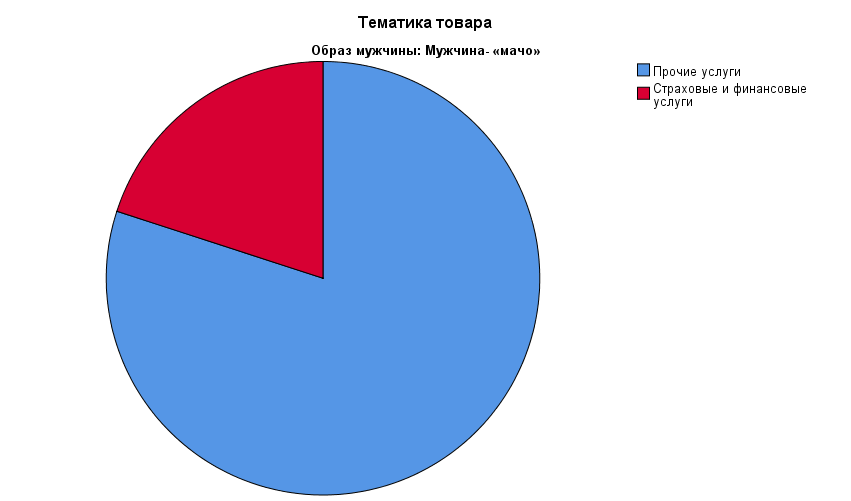 Тематика товара
Образ мужчины: Мужчина- «мачо»
Прочие услуги
Страховые и финансовые
услуги